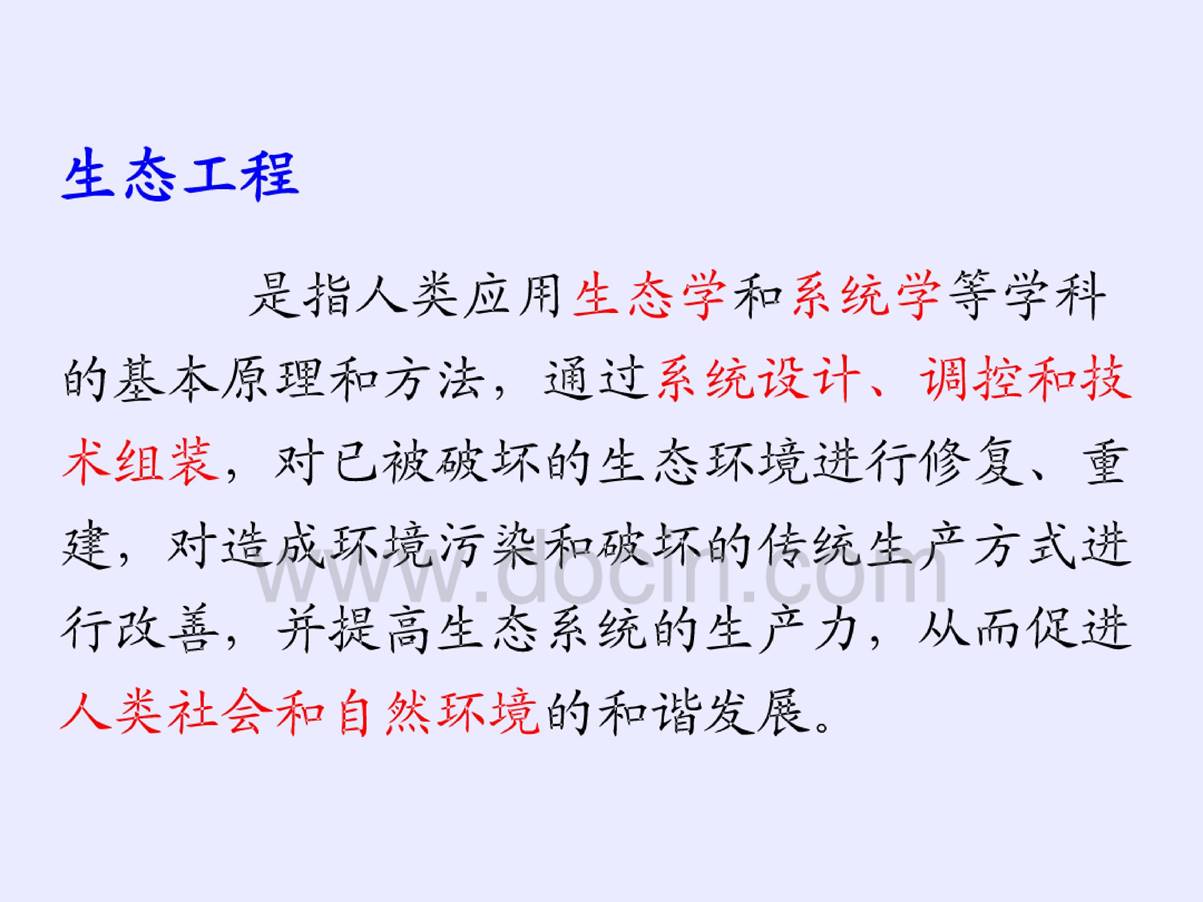 生态工程
是指人类应用生态学和系统学等学科
的基本原理和方法，通过系统设计、调控和技
术组装，对已被破坏的生态环境进行修复、重
建，对造成环境污染和破坏的传统生产方式进
www.docin.com
行改善，并提高生态系统的生产力，从而促进
人类社会和自然环境的和谐发展。